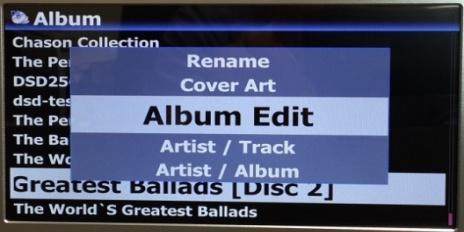 Album
Chason Collection
The Pe
Rename
DSD25
Cover Art
dsd-tes
Album Edit
The Pe
The Ba
Artist / Track
The Wo
Artist / Album
Greatest Ballads [Disc 2]
The World`S Greatest Ballads